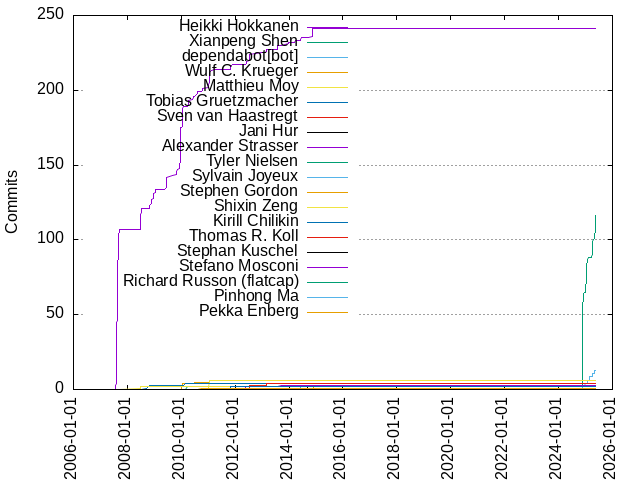 250
200
150
100
50
0
Commits
Heikki Hokkanen
Xianpeng Shen
dependabot[bot]
Wulf C. Krueger
Matthieu Moy
Tobias Gruetzmacher
Sven van Haastregt
Jani Hur
Alexander Strasser
Tyler Nielsen
Sylvain Joyeux
Stephen Gordon
Shixin Zeng
Kirill Chilikin
Thomas R. Koll
Stephan Kuschel
Stefano Mosconi
Richard Russon (flatcap)
Pinhong Ma
Pekka Enberg
2006-01-01
2008-01-01
2010-01-01
2012-01-01
2014-01-01
2016-01-01
2018-01-01
2020-01-01
2022-01-01
2024-01-01
2026-01-01